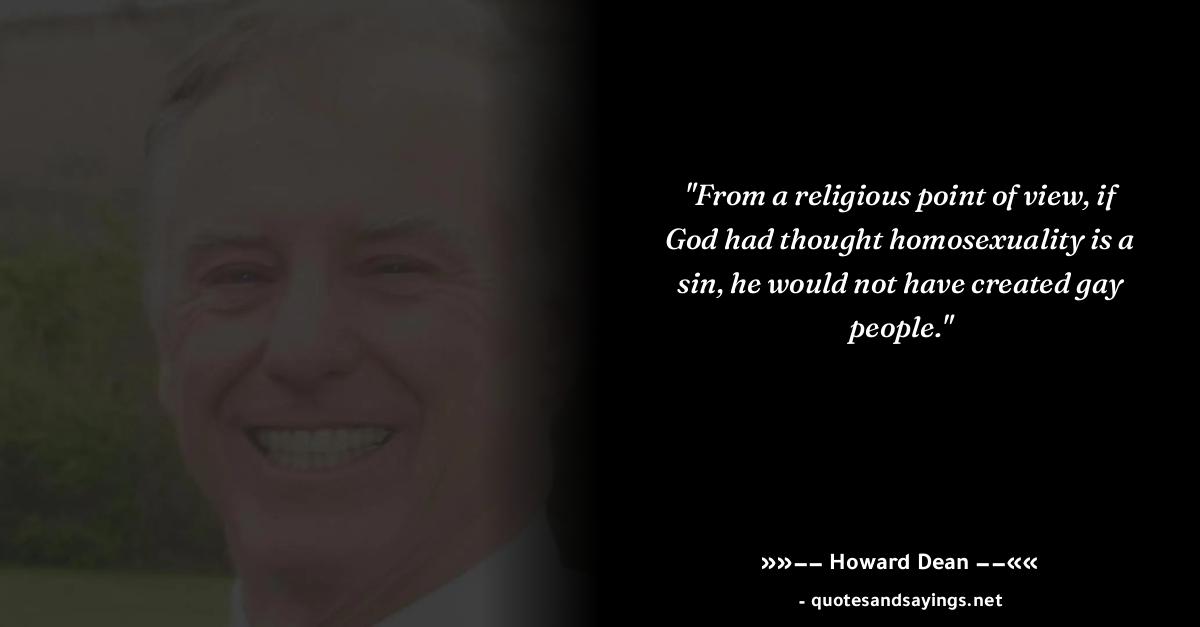 "From a religious point of view, if
God had thought homosexuality is a
sin, he would not have created gay
people."
»»−− Howard Dean −−««
- quotesandsayings.net